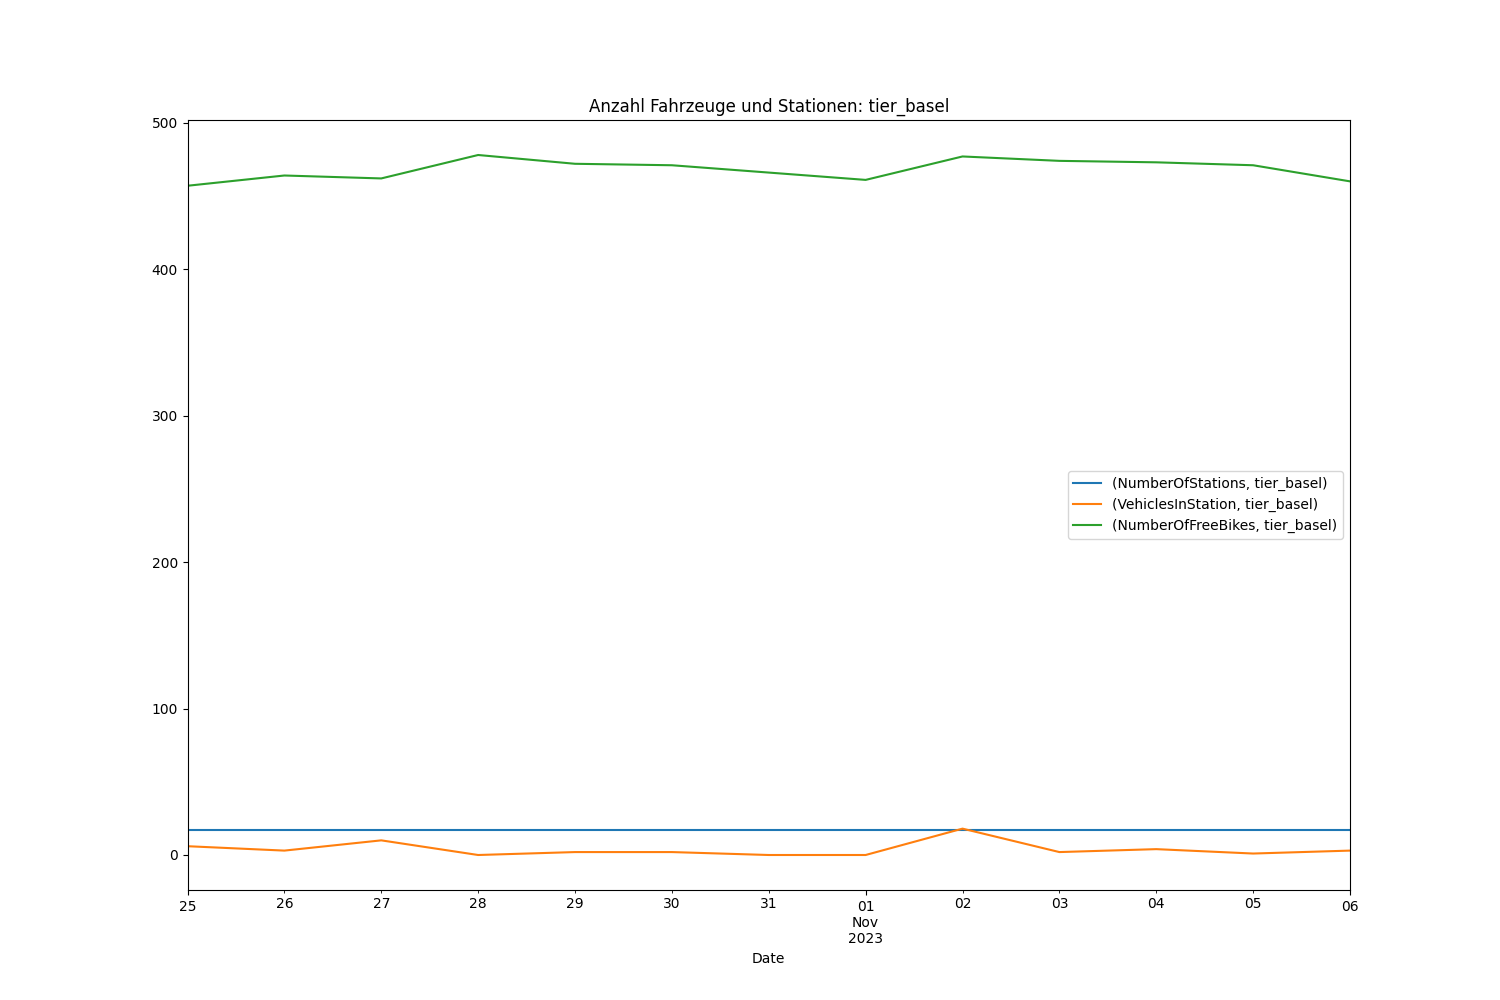 Anzahl Fahrzeuge und Stationen: tier_basel
500
400
300
200
100
0
(NumberOfStations, tier_basel)
(VehiclesInStation, tier_basel)
(NumberOfFreeBikes, tier_basel)
25 26 27 28 29 30 31 01 02 03 04 05 06
Nov
2023
Date